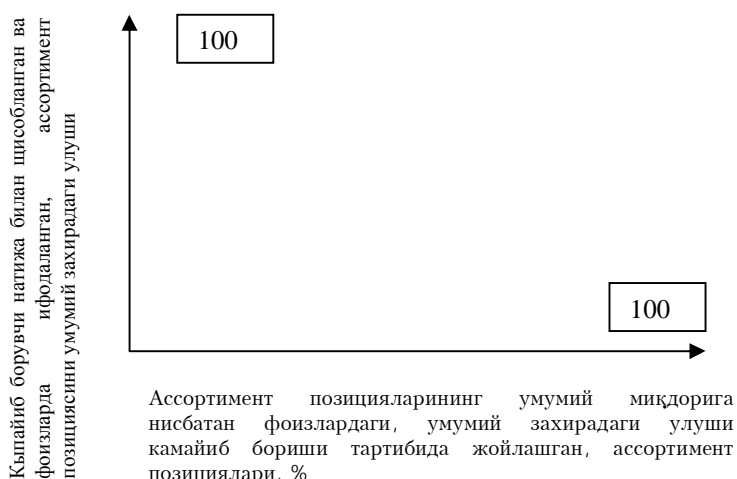 Кыпайиб борувчи натижа билан щисобланган ва
фоизларда ифодаланган, ассортимент
позициясини умумий захирадаги улуши
100
100
Ассортимент позицияларининг умумий миқдорига
нисбатан фоизлардаги, умумий захирадаги улуши
камайиб бориши тартибида жойлашган, ассортимент
позициялари, %